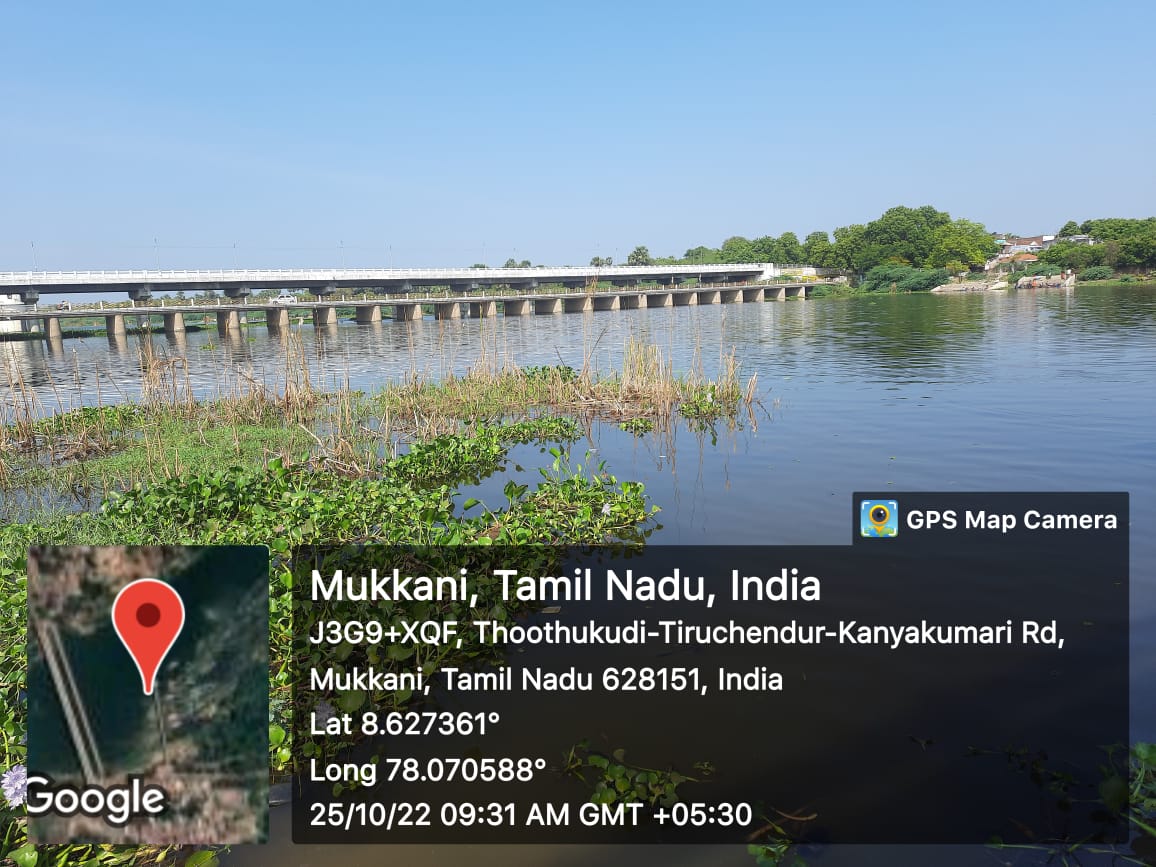 GPS Map Camera
Mukkani, Tamil Nadu, India
J3G9+XQF, Thoothukudi-Tiruchendur-Kanyakumari Rd,
Mukkani, Tamil Nadu 628151, India
Lat 8.627361°
Long 78.070588°
25/10/22 09:31 AM GMT +05:30
Google